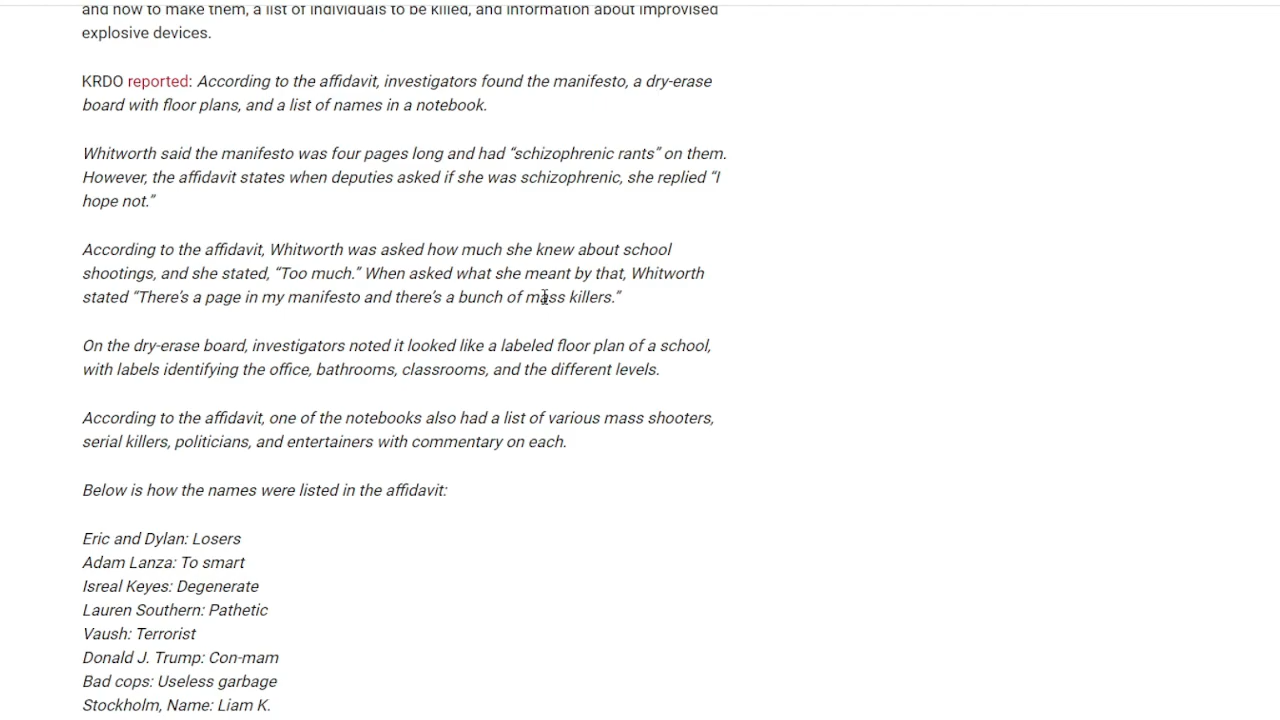 and how to make them, a list of individuals to be killed, and information about improvised
explosive devices.
KRDO reported: According to the affidavit, investigators found the manifesto, a dry-erase
board with floor plans, and a list of names in a notebook.
Whitworth said the manifesto was four pages long and had “schizophrenic rants” on them.
However, the affidavit states when deputies asked if she was schizophrenic, she replied “I
hope not.”
According to the affidavit, Whitworth was asked how much she knew about school
shootings, and she stated, “Too much.” When asked what she meant by that, Whitworth
stated “There’s a page in my manifesto and there’s a bunch of mass killers.”
On the dry-erase board, investigators noted it looked like a labeled floor plan of a school,
with labels identifying the office, bathrooms, classrooms, and the different levels.
According to the affidavit, one of the notebooks also had a list of various mass shooters,
serial killers, politicians, and entertainers with commentary on each.
Below is how the names were listed in the affidavit:
Eric and Dylan: Losers
Adam Lanza: To smart
Isreal Keyes: Degenerate
Lauren Southern: Pathetic
Vaush: Terrorist
Donald J. Trump: Con-mam
Bad cops: Useless garbage
Stockholm, Name: Liam K.